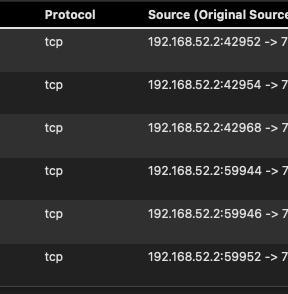 Protocol Source (Original Source
tcp 192.168.52.2:42952 -> 7
tcp 192.168.52.2:42954 -> 7
tcp 192.168.52.2:42968 -> 7
tcp 192.168.52.2:59944 -> 7
tcp 192.168.52.2:59946 -> 7
tcp 192.168.52.2:59952 -> 7